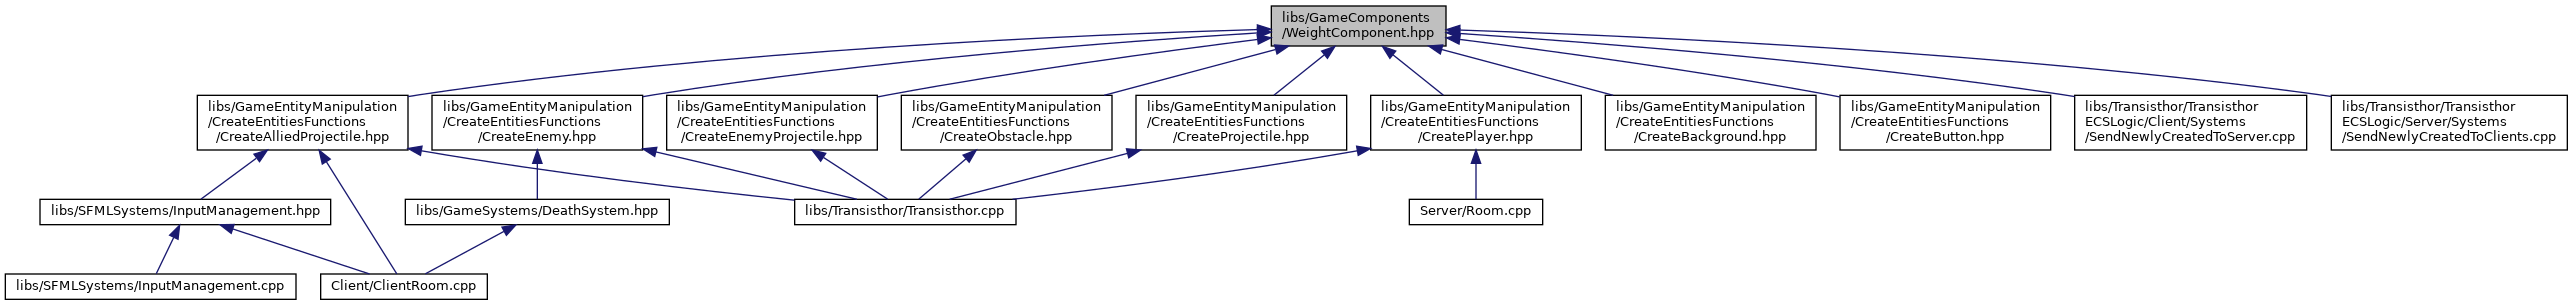 libs/GameComponents
/WeightComponent.hpp
libs/GameEntityManipulation
/CreateEntitiesFunctions
/CreateAlliedProjectile.hpp
libs/GameEntityManipulation
/CreateEntitiesFunctions
/CreateEnemy.hpp
libs/GameEntityManipulation
/CreateEntitiesFunctions
/CreateEnemyProjectile.hpp
libs/GameEntityManipulation
/CreateEntitiesFunctions
/CreateObstacle.hpp
libs/GameEntityManipulation
/CreateEntitiesFunctions
/CreateProjectile.hpp
libs/GameEntityManipulation
/CreateEntitiesFunctions
/CreatePlayer.hpp
libs/GameEntityManipulation
/CreateEntitiesFunctions
/CreateBackground.hpp
libs/GameEntityManipulation
/CreateEntitiesFunctions
/CreateButton.hpp
libs/Transisthor/Transisthor
ECSLogic/Client/Systems
/SendNewlyCreatedToServer.cpp
libs/Transisthor/Transisthor
ECSLogic/Server/Systems
/SendNewlyCreatedToClients.cpp
libs/SFMLSystems/InputManagement.hpp
libs/GameSystems/DeathSystem.hpp
libs/Transisthor/Transisthor.cpp
Server/Room.cpp
libs/SFMLSystems/InputManagement.cpp
Client/ClientRoom.cpp